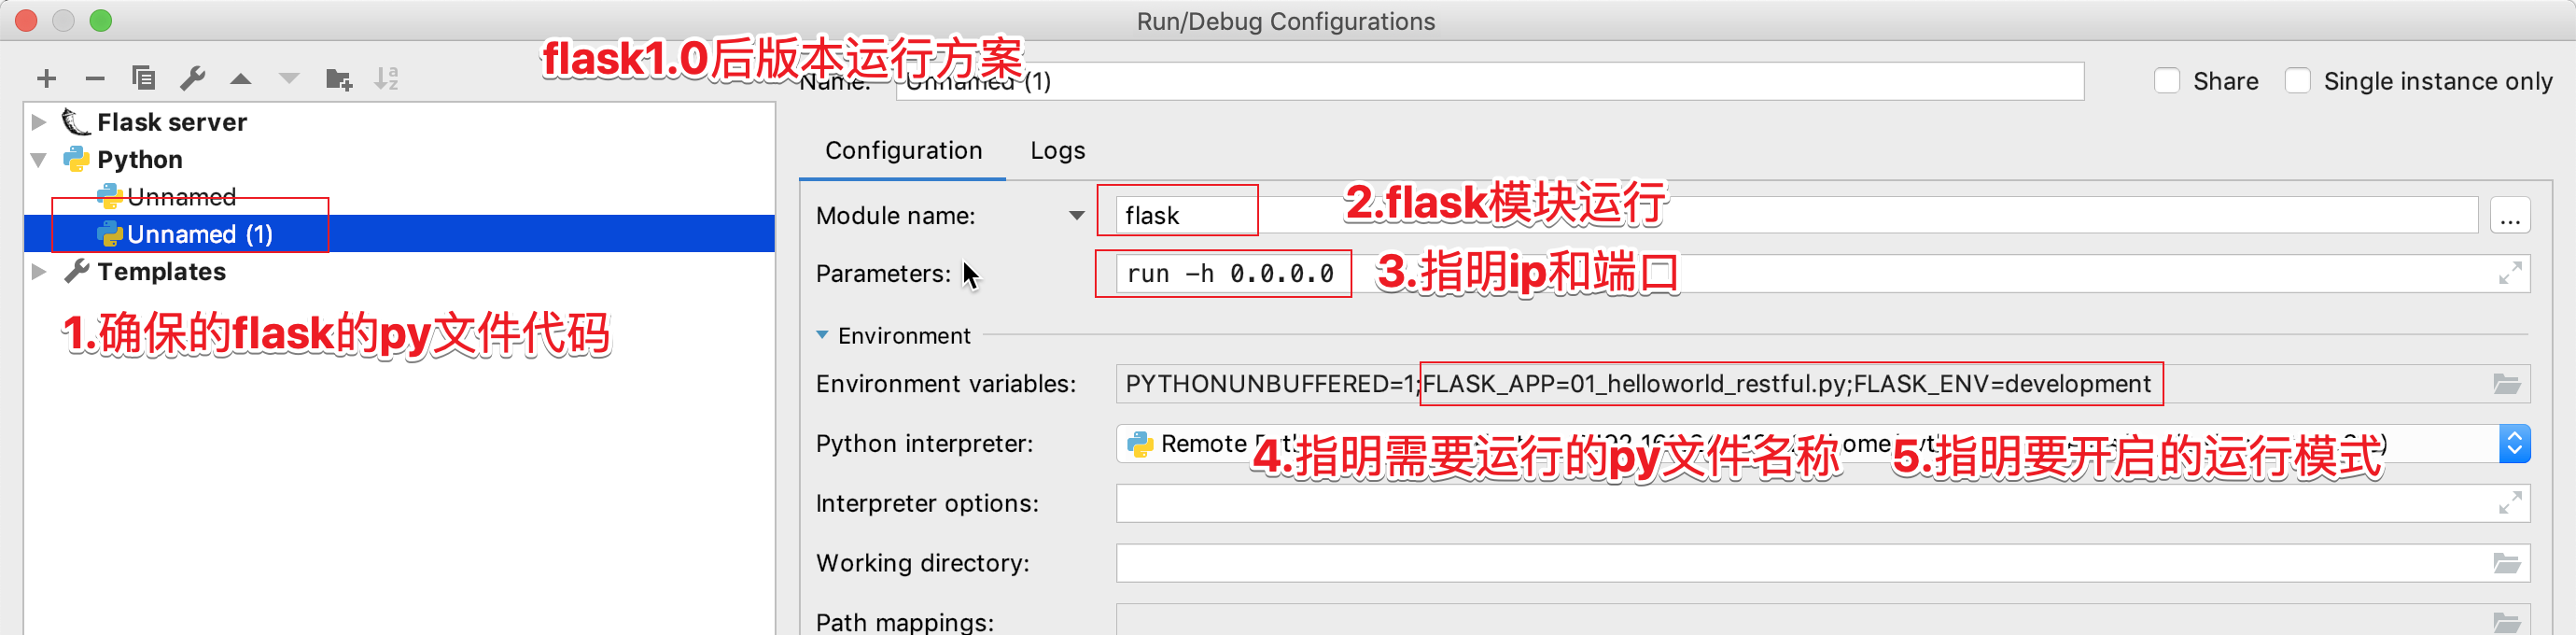 Run/Debug Configurations
flask1.0后版本运行方案
Name: Unnamed (1)
Share
Single instance only
Flask server
Python
Unnamed
Unnamed (1)
Templates
1.确保的flask的py文件代码
Configuration Logs
Module name: flask ...
2.flask模块运行
Parameters: run -h 0.0.0.0
3.指明ip和端口
Environment
Environment variables: PYTHONUNBUFFERED=1;FLASK_APP=01_helloworld_restful.py;FLASK_ENV=development
Python interpreter: Remote
4.指明需要运行的py文件名称 5.指明要开启的运行模式
Interpreter options:
Working directory:
Path mappings: